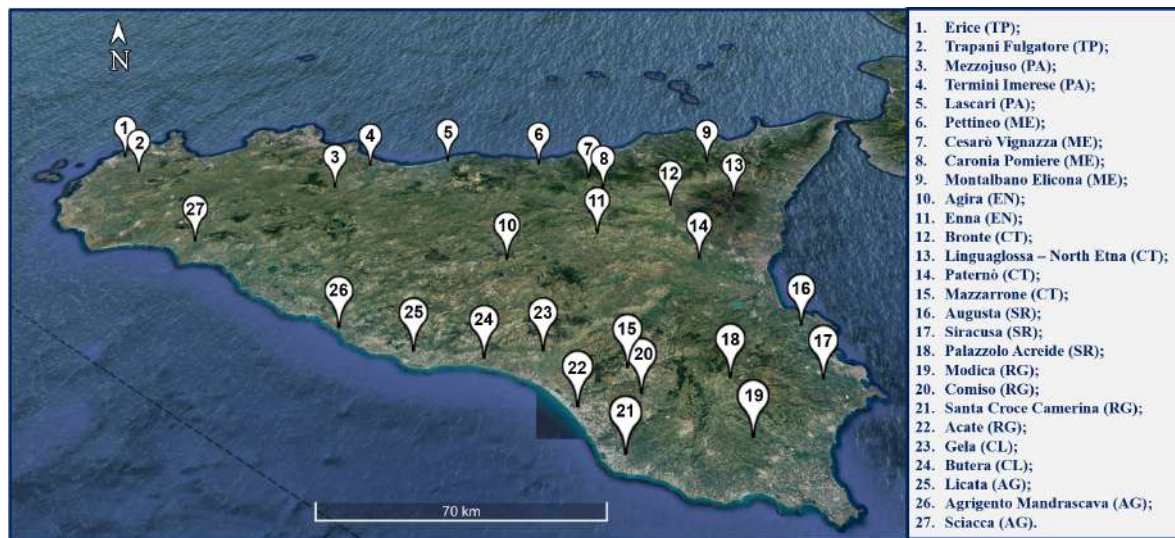 N
1
2
3
4
5
6
7
8
9
10
11
12
13
14
15
16
17
18
19
20
21
22
23
24
25
26
27
70 km
1. Erice (TP);
2. Trapani Fulgatore (TP);
3. Mezzojuso (PA);
4. Termini Imerese (PA);
5. Lascari (PA);
6. Pettineo (ME);
7. Cesarò Vignazza (ME);
8. Caronia Pomiere (ME);
9. Montalbano Elicona (ME);
10. Agira (EN);
11. Enna (EN);
12. Bronte (CT);
13. Linguaglossa – North Etna (CT);
14. Paternò (CT);
15. Mazzarrone (CT);
16. Augusta (SR);
17. Siracusa (SR);
18. Palazzolo Acreide (SR);
19. Modica (RG);
20. Comiso (RG);
21. Santa Croce Camerina (RG);
22. Acate (RG);
23. Gela (CL);
24. Butera (CL);
25. Licata (AG);
26. Agrigento Mandrascava (AG);
27. Sciacca (AG).